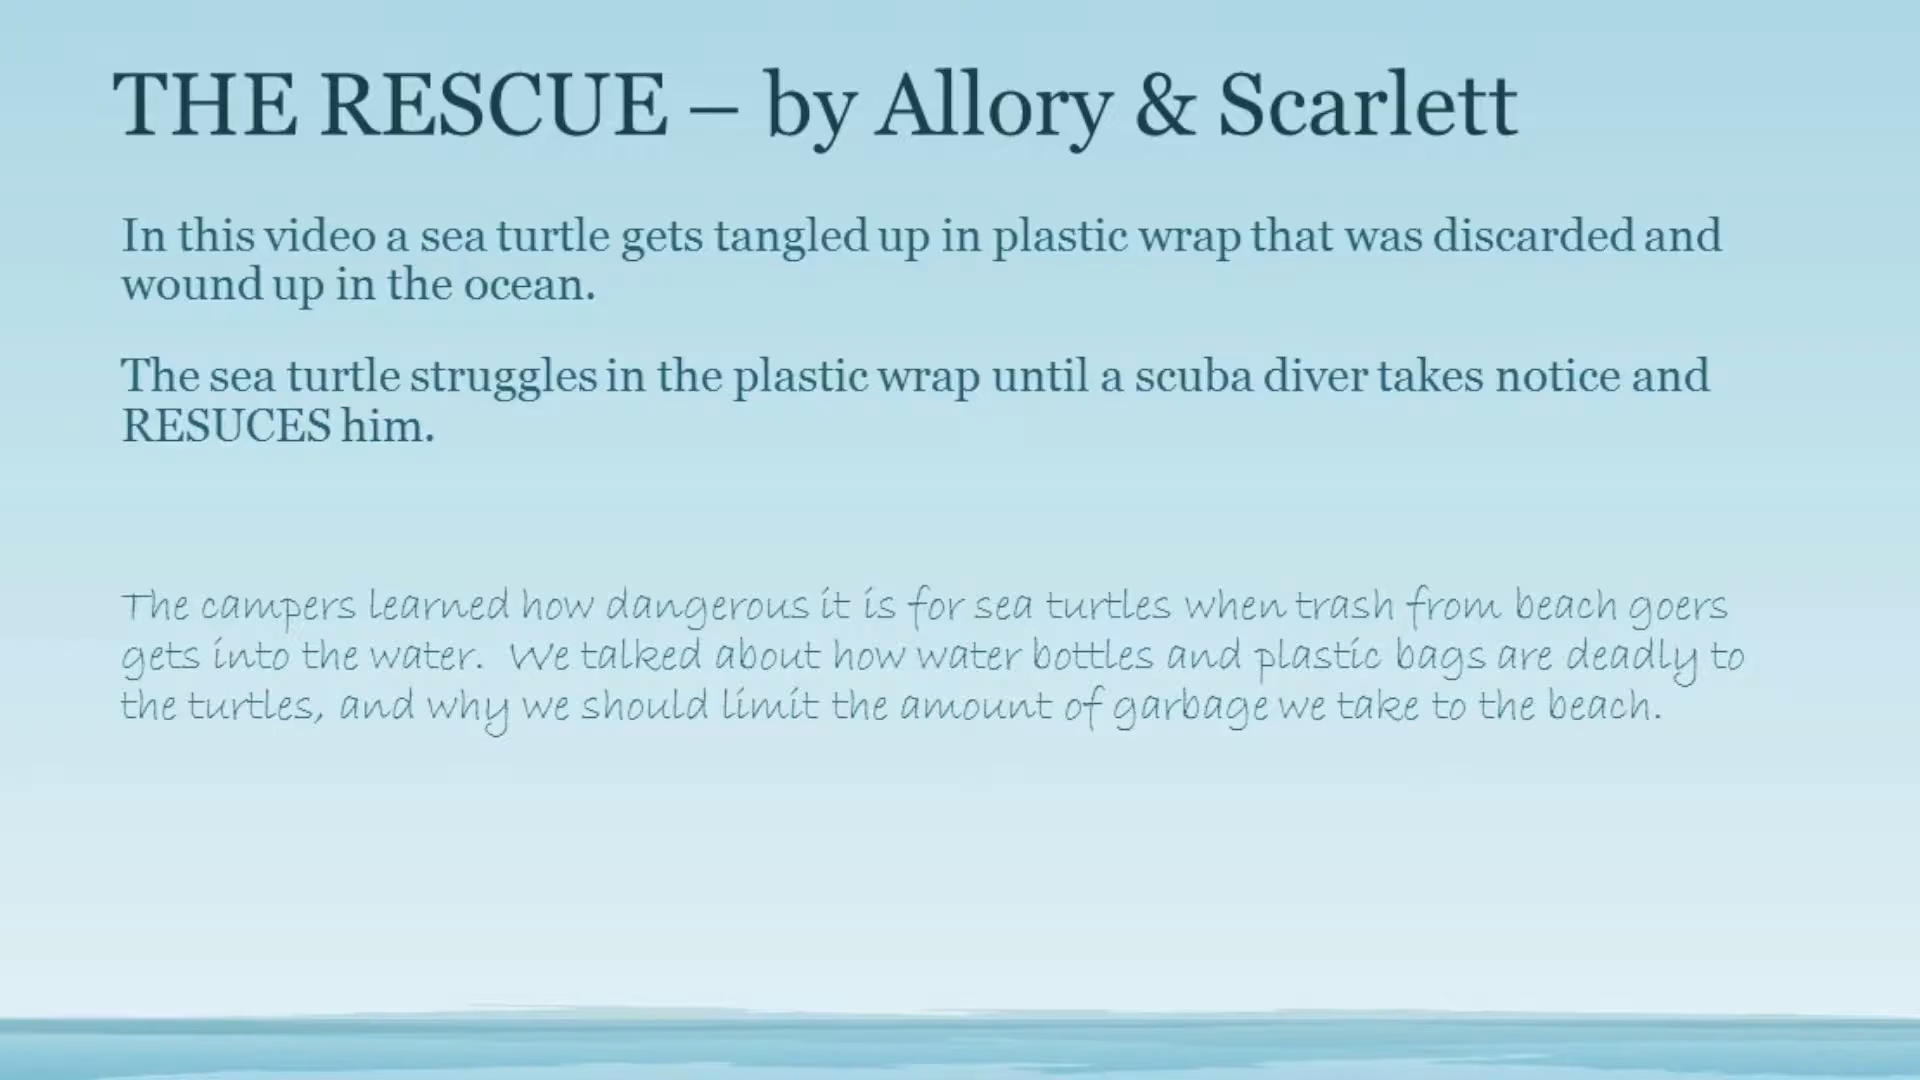 THE RESCUE – by Allory & Scarlett
In this video a sea turtle gets tangled up in plastic wrap that was discarded and
wound up in the ocean.
The sea turtle struggles in the plastic wrap until a scuba diver takes notice and
RESUCES him.
The campers learned how dangerous it is for sea turtles when trash from beach goers
gets into the water.  We talked about how water bottles and plastic bags are deadly to
the turtles, and why we should limit the amount of garbage we take to the beach.